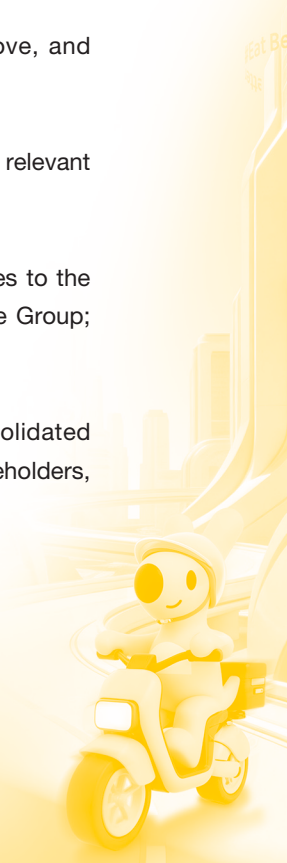 ove, and
relevant
es to the
e Group;
olidated
eholders,